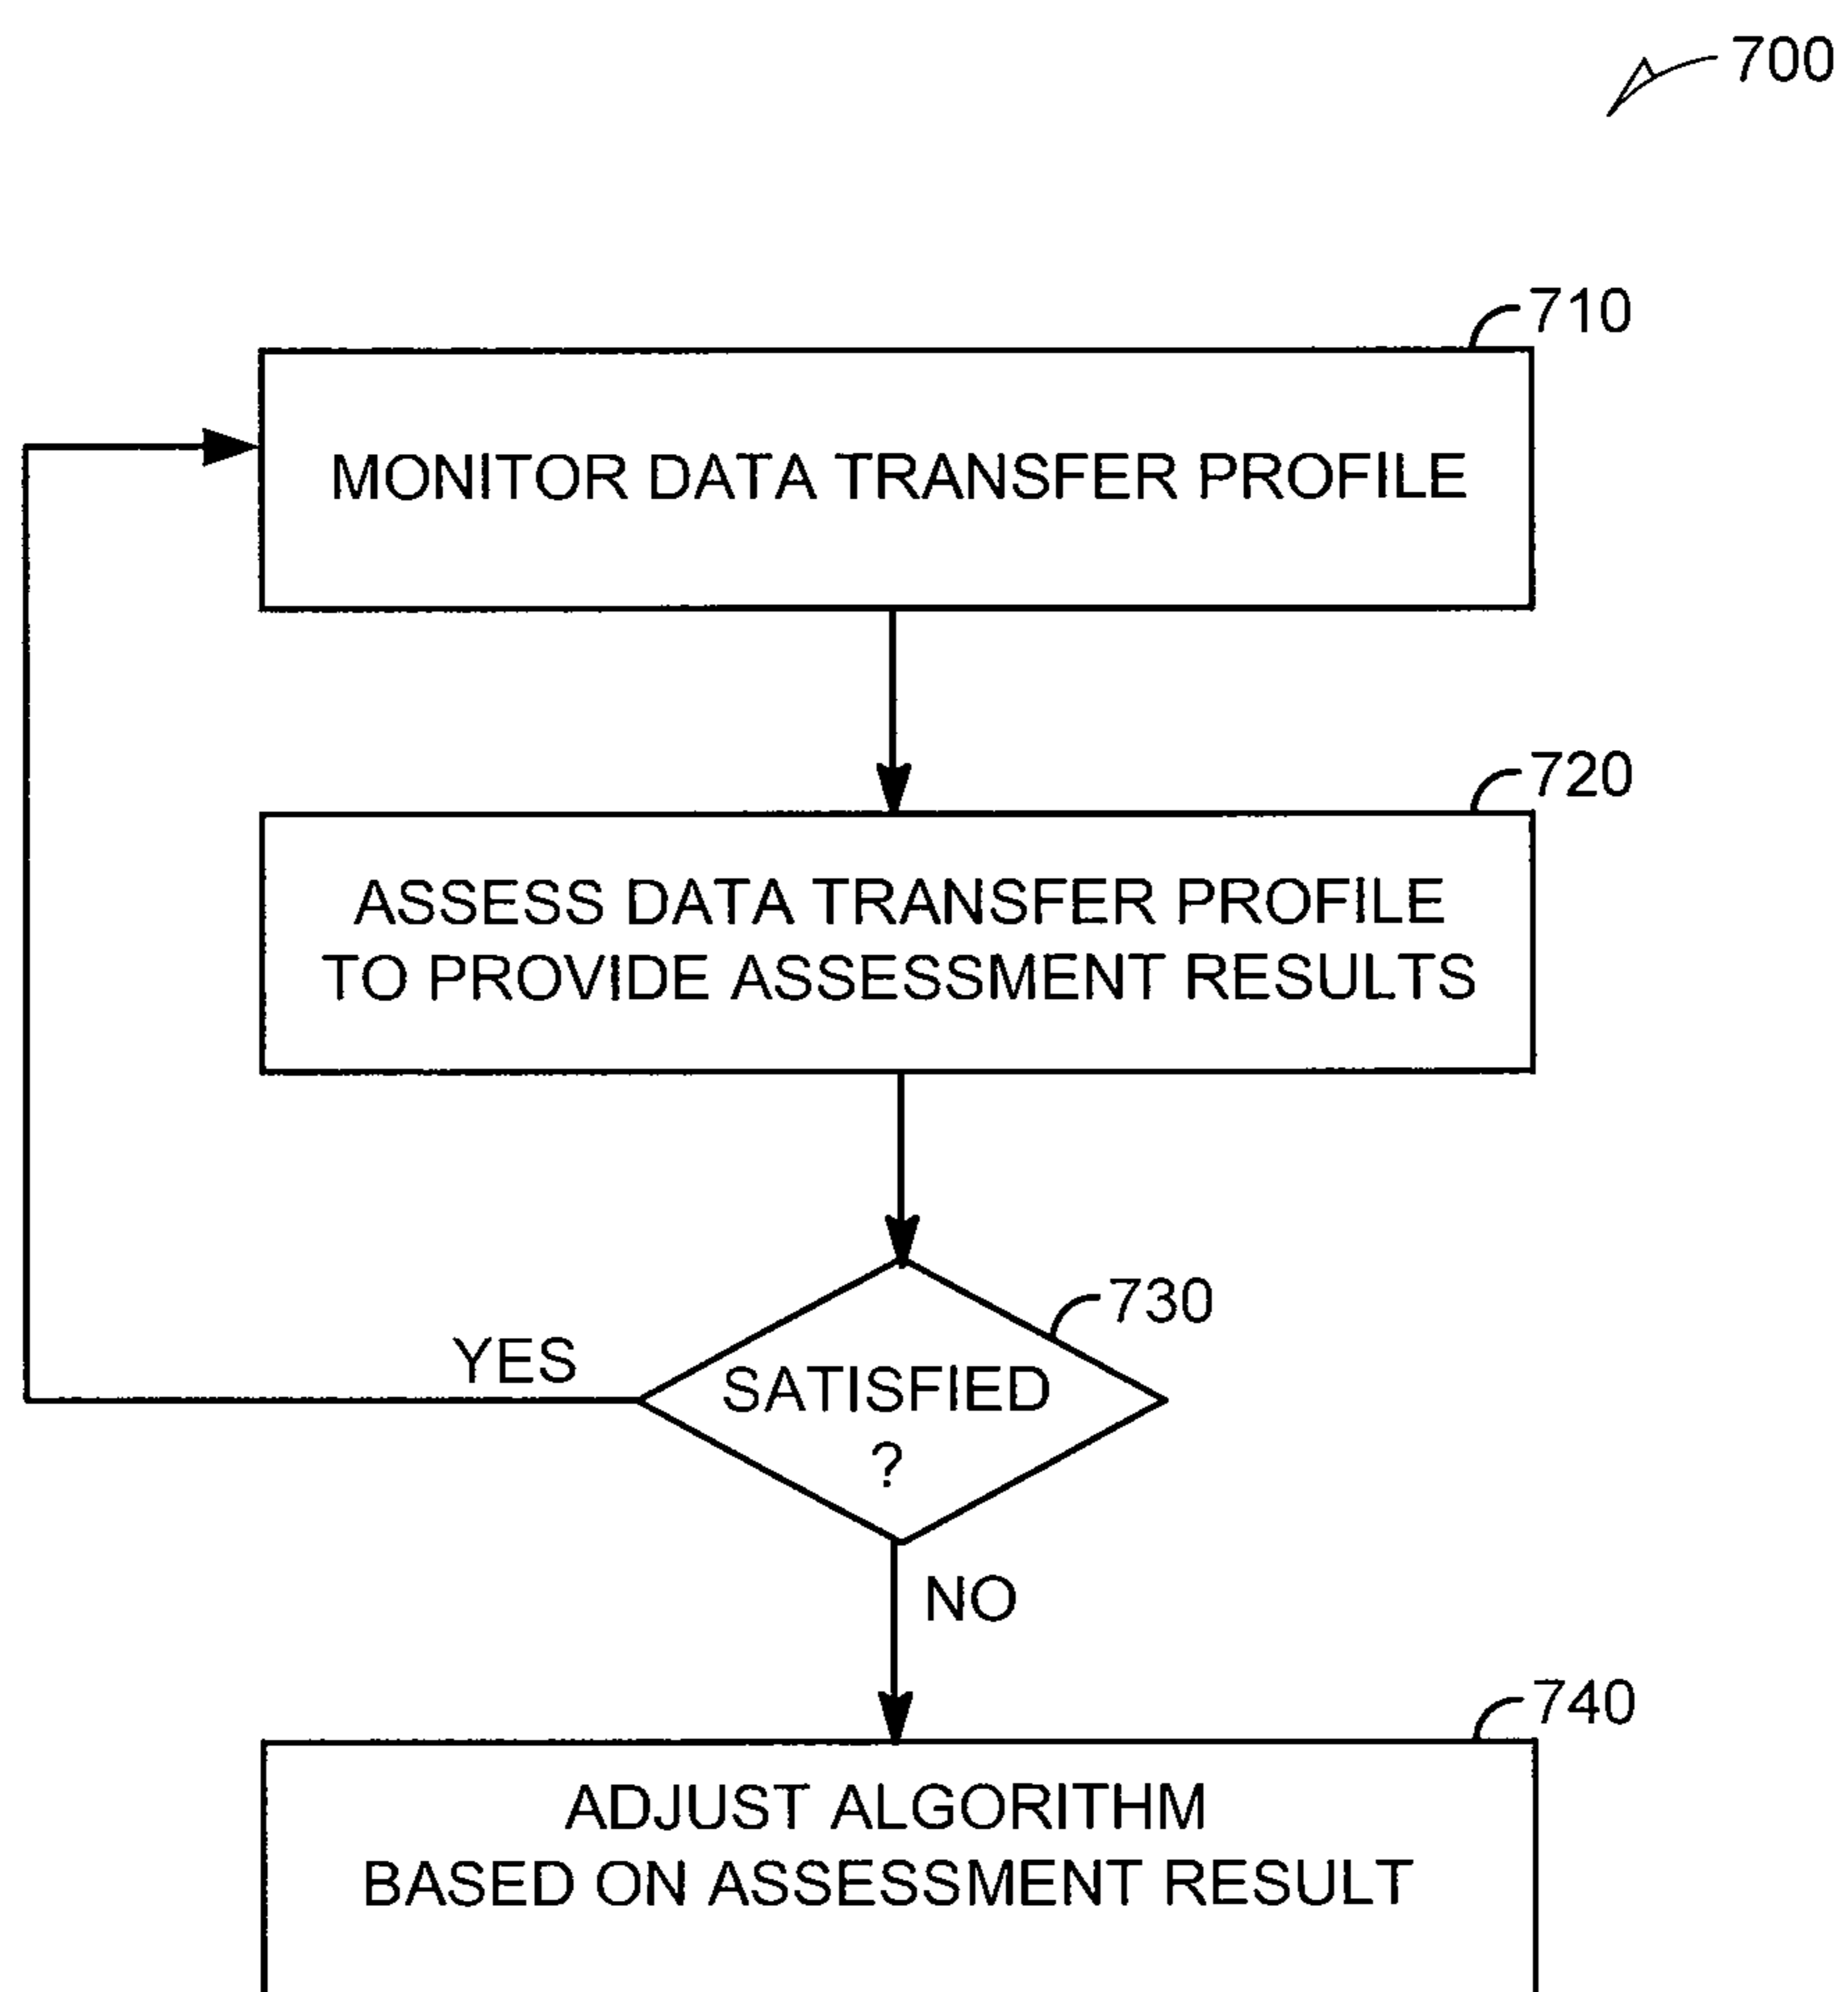 700
710
MONITOR DATA TRANSFER PROFILE
720
ASSESS DATA TRANSFER PROFILE
TO PROVIDE ASSESSMENT RESULTS
730
YES
SATISFIED
?
NO
740
ADJUST ALGORITHM
BASED ON ASSESSMENT RESULT